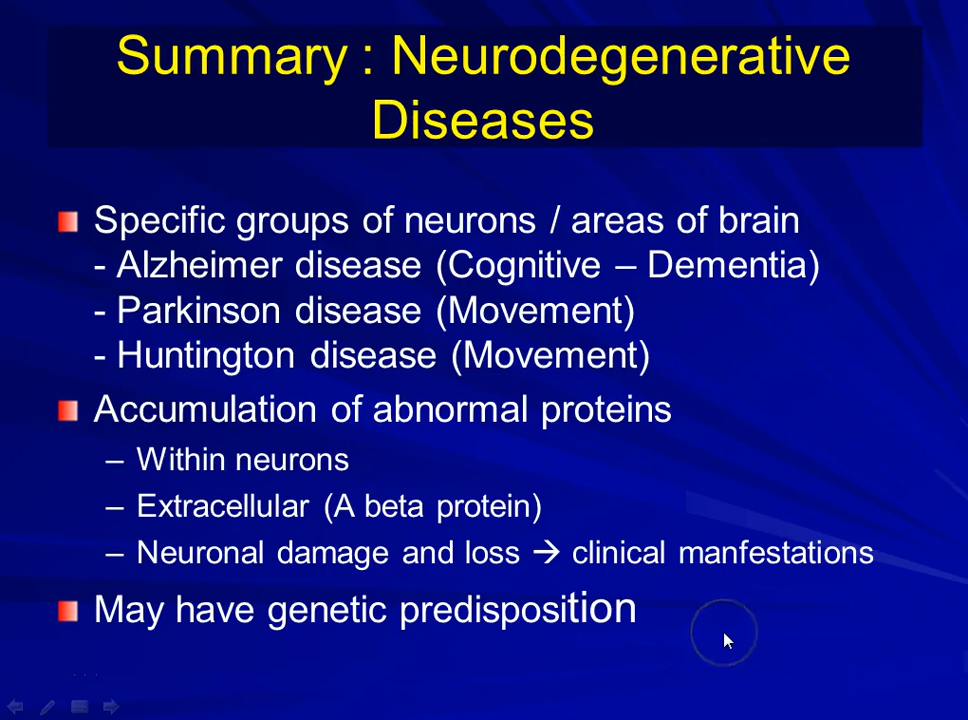 Summary : Neurodegenerative
Diseases
Specific groups of neurons / areas of brain
- Alzheimer disease (Cognitive – Dementia)
- Parkinson disease (Movement)
- Huntington disease (Movement)
Accumulation of abnormal proteins
– Within neurons
– Extracellular (A beta protein)
– Neuronal damage and loss → clinical manfestations
May have genetic predisposition